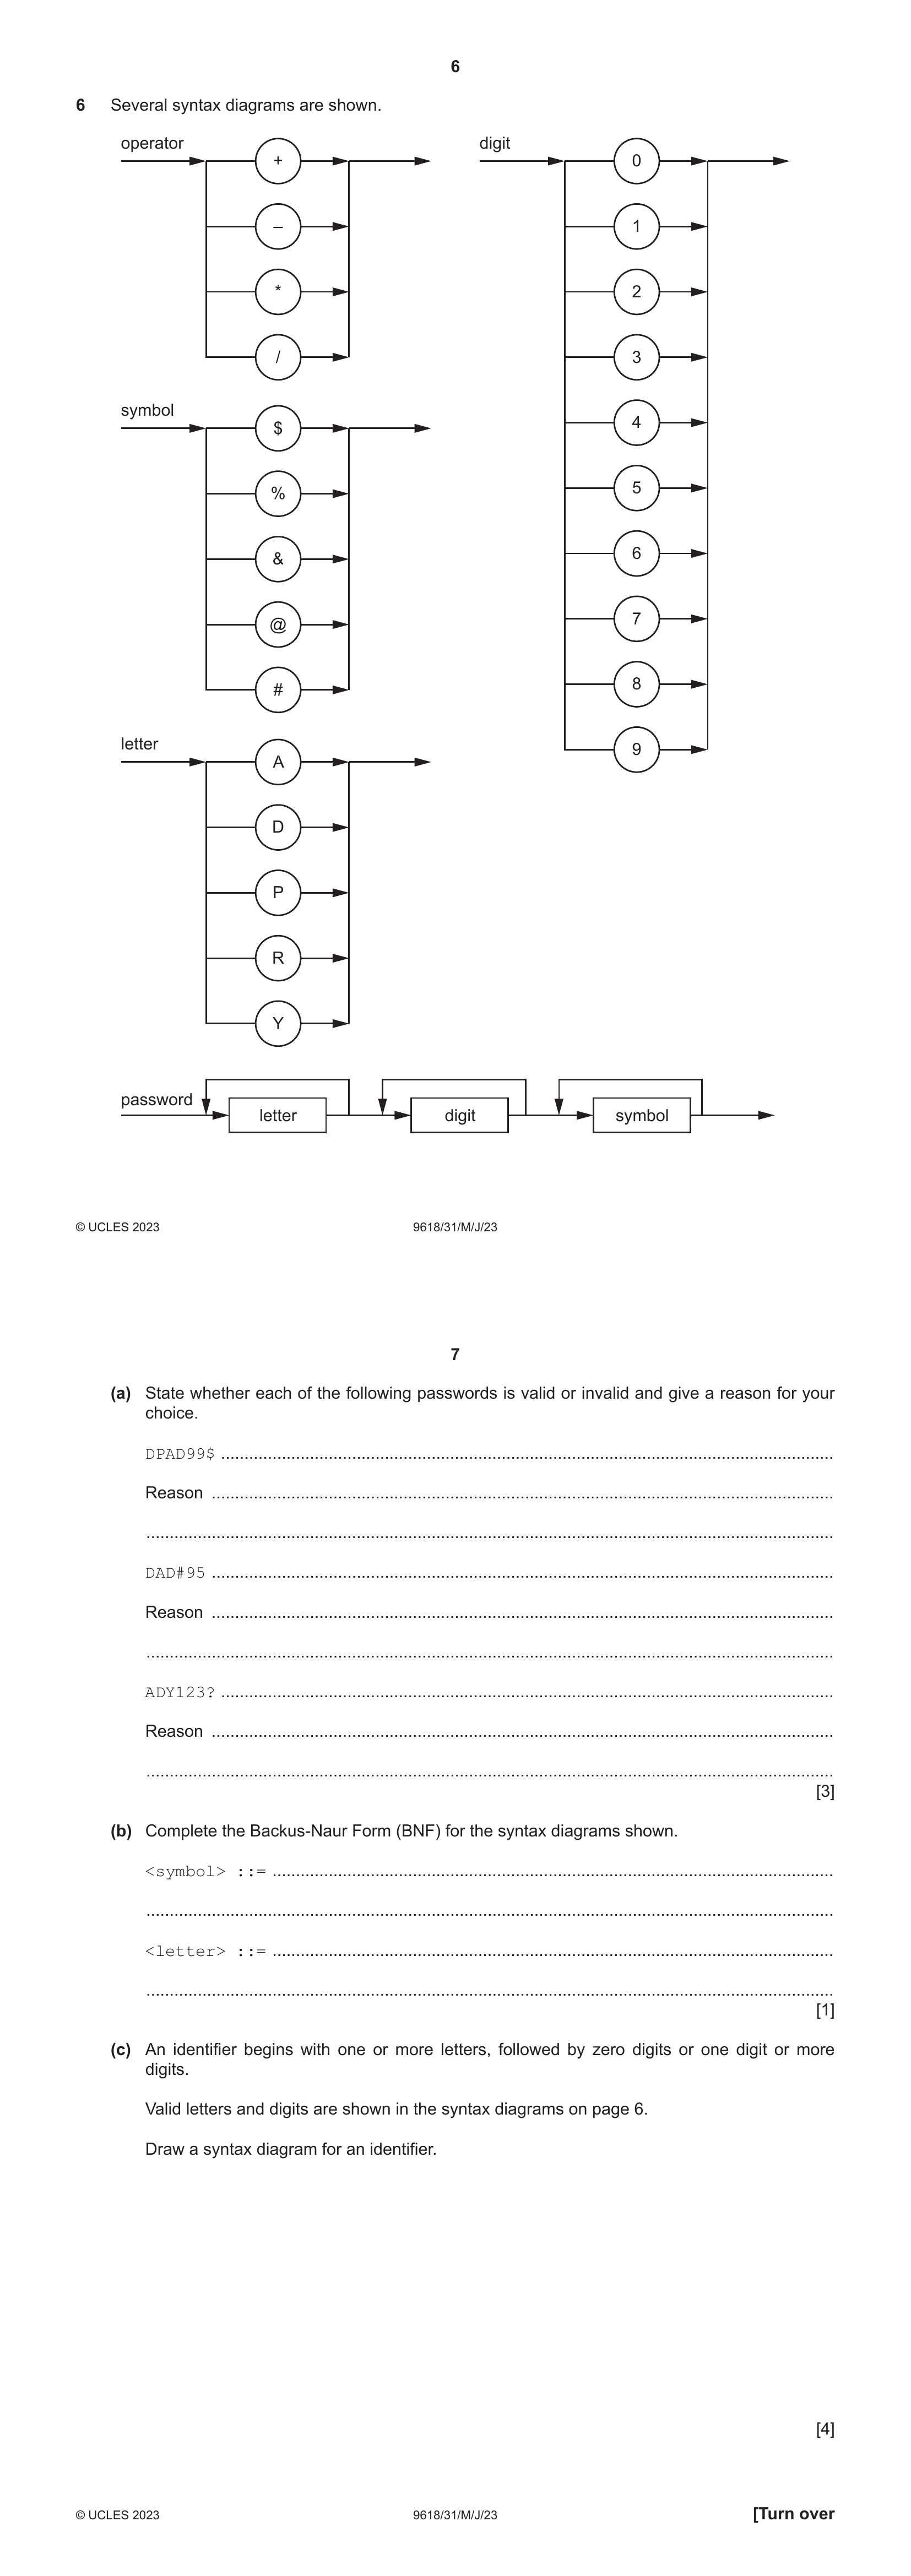 6
6 Several syntax diagrams are shown.
operator
+
–
*
/
digit
0
1
2
3
4
5
6
7
8
9
symbol
$
%
&
@
#
letter
A
D
P
R
Y
password
letter
digit
symbol
© UCLES 2023 9618/31/M/J/23
7
(a) State whether each of the following passwords is valid or invalid and give a reason for your
choice.
DPAD99$ ....................................................................................................
Reason ....................................................................................................
....................................................................................................
DAD#95 ....................................................................................................
Reason ....................................................................................................
....................................................................................................
ADY123? ....................................................................................................
Reason ....................................................................................................
....................................................................................................
[3]
(b) Complete the Backus-Naur Form (BNF) for the syntax diagrams shown.
<symbol> ::= ....................................................................................................
....................................................................................................
<letter> ::= ....................................................................................................
....................................................................................................
[1]
(c) An identifier begins with one or more letters, followed by zero digits or one digit or more
digits.
Valid letters and digits are shown in the syntax diagrams on page 6.
Draw a syntax diagram for an identifier.
[4]
© UCLES 2023 9618/31/M/J/23 [Turn over